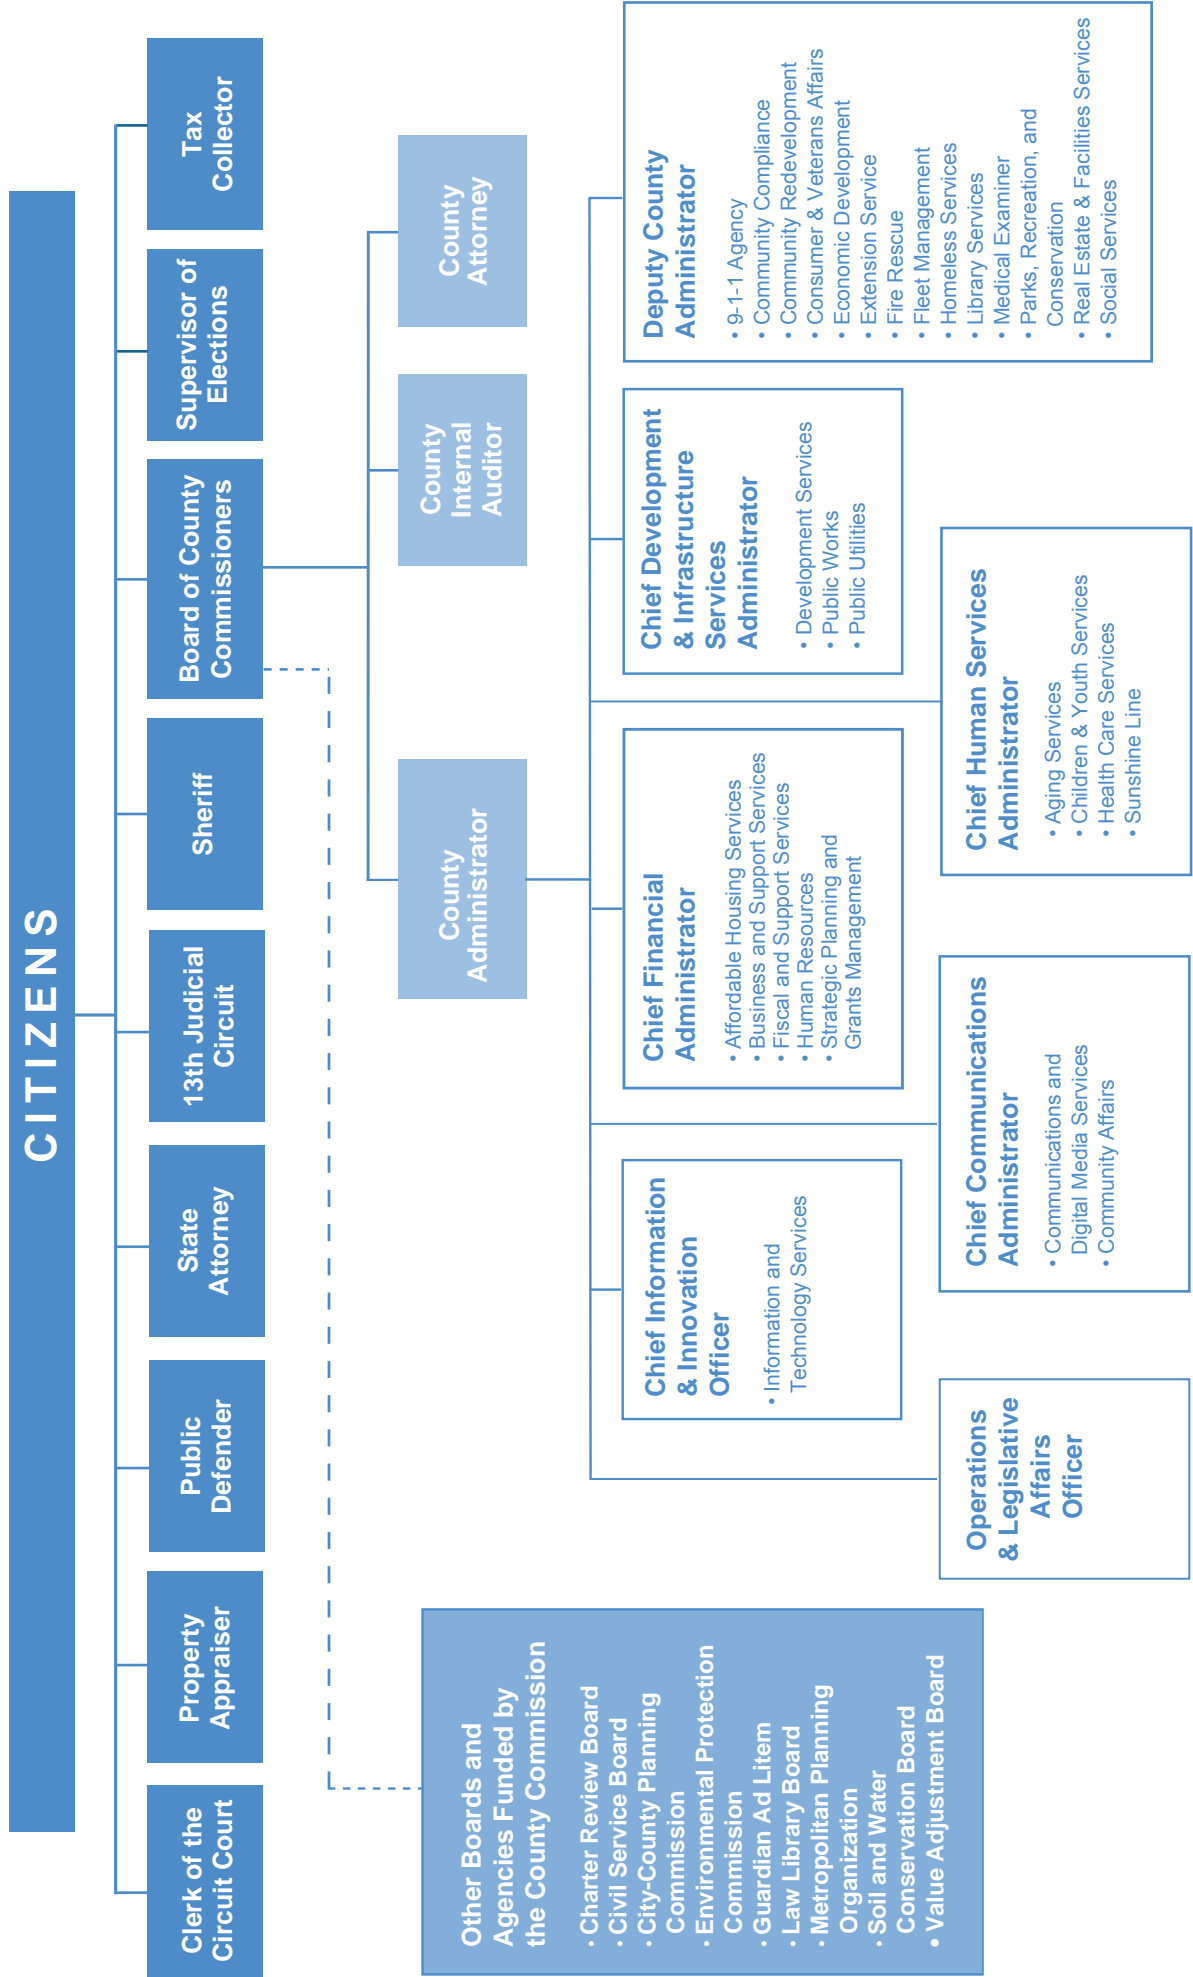 CITIZENS
Clerk of the
Circuit Court
Property
Appraiser
Public
Defender
State
Attorney
13th Judicial
Circuit
Sheriff
Board of County
Commissioners
Supervisor of
Elections
Tax
Collector
County
Administrator
County
Internal
Auditor
County
Attorney
Other Boards and
Agencies Funded by
the County Commission
• Charter Review Board
• Civil Service Board
• City-County Planning
Commission
• Environmental Protection
Commission
• Guardian Ad Litem
• Law Library Board
• Metropolitan Planning
Organization
• Soil and Water
Conservation Board
• Value Adjustment Board
Chief Information
& Innovation
Officer
• Information and
Technology Services
Chief Financial
Administrator
• Affordable Housing Services
• Business and Support Services
• Fiscal and Support Services
• Human Resources
• Strategic Planning and
Grants Management
Chief Development
& Infrastructure
Services
Administrator
• Development Services
• Public Works
• Public Utilities
Deputy County
Administrator
• 9-1-1 Agency
• Community Compliance
• Community Redevelopment
• Consumer & Veterans Affairs
• Economic Development
• Extension Service
• Fire Rescue
• Fleet Management
• Homeless Services
• Library Services
• Medical Examiner
• Parks, Recreation, and
Conservation
• Real Estate & Facilities Services
• Social Services
Operations
& Legislative
Affairs
Officer
Chief Communications
Administrator
• Communications and
Digital Media Services
• Community Affairs
Chief Human Services
Administrator
• Aging Services
• Children & Youth Services
• Health Care Services
• Sunshine Line